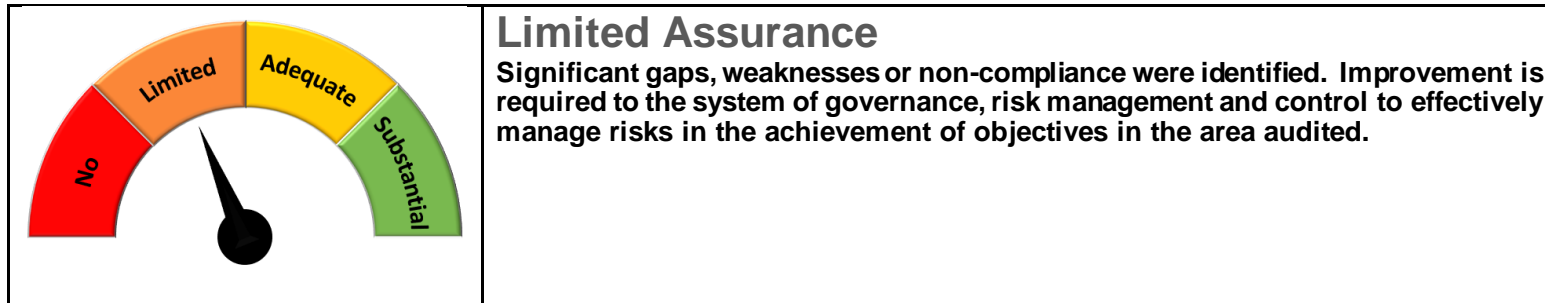 No
Limited
Adequate
Substantial
Limited Assurance
Significant gaps, weaknesses or non-compliance were identified. Improvement is
required to the system of governance, risk management and control to effectively
manage risks in the achievement of objectives in the area audited.